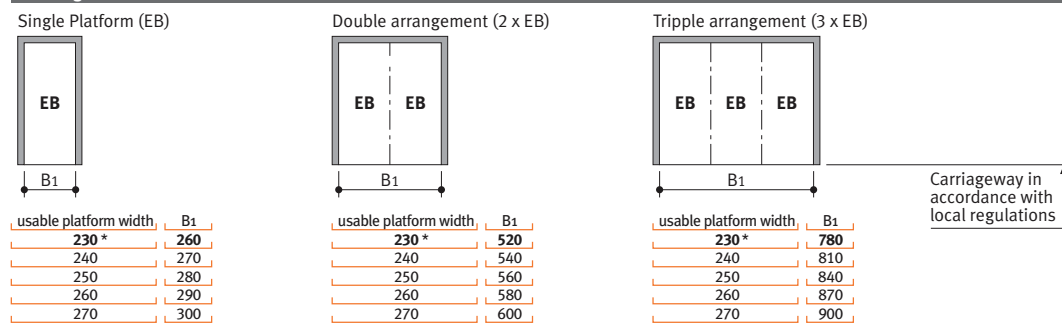 Single Platform (EB)
EB
B1
usable platform width B1
230 * 260
240 270
250 280
260 290
270 300
Double arrangement (2 x EB)
EB EB
B1
usable platform width B1
230 * 520
240 540
250 560
260 580
270 600
Tripple arrangement (3 x EB)
EB EB EB
B1
usable platform width B1
230 * 780
240 810
250 840
260 870
270 900
Carriageway in
accordance with
local regulations